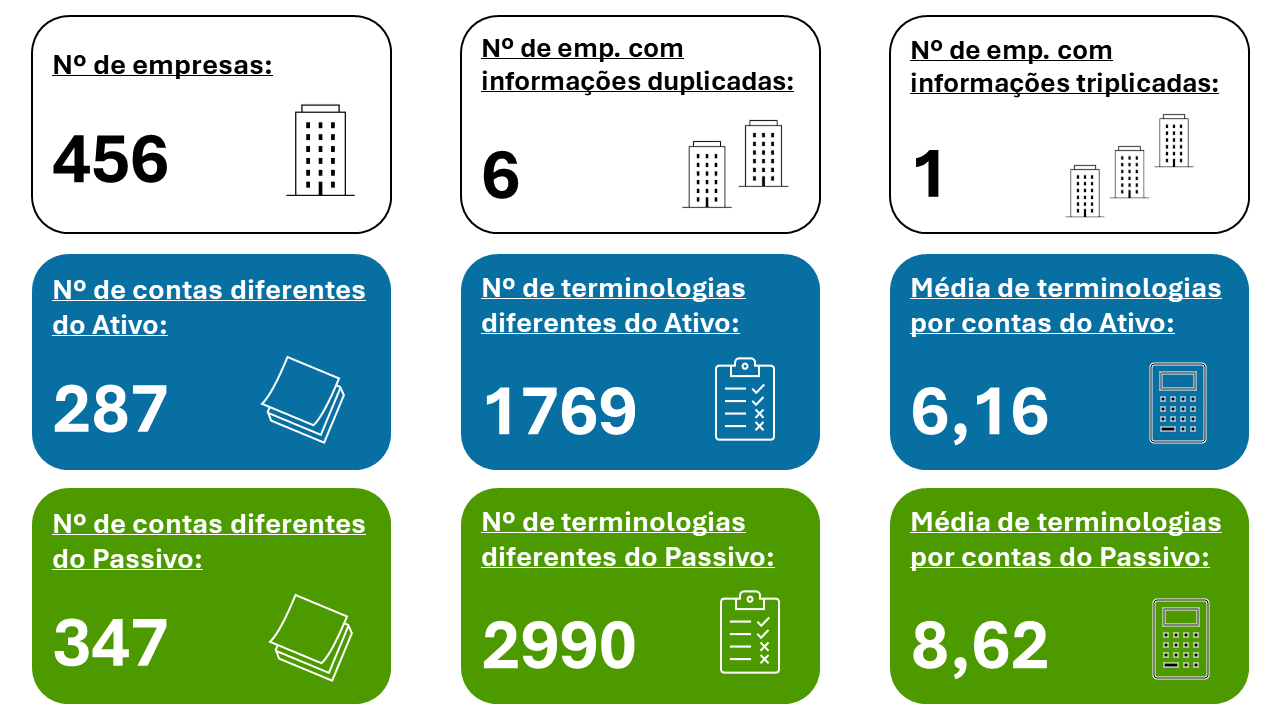 Nº de empresas:
456
Nº de emp. com
informações duplicadas:
6
Nº de emp. com
informações triplicadas:
1
Nº de contas diferentes
do Ativo:
287
Nº de terminologias
diferentes do Ativo:
1769
Média de terminologias
por contas do Ativo:
6,16
Nº de contas diferentes
do Passivo:
347
Nº de terminologias
diferentes do Passivo:
2990
Média de terminologias
por contas do Passivo:
8,62